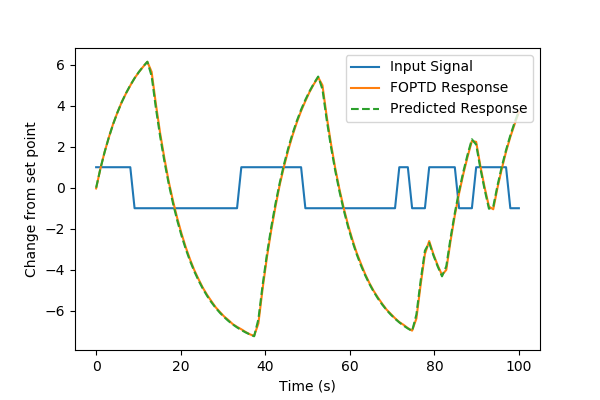 Input Signal
FOPTD Response
Predicted Response
6
4
2
0
−2
−4
−6
Change from set point
0 20 40 60 80 100
Time (s)